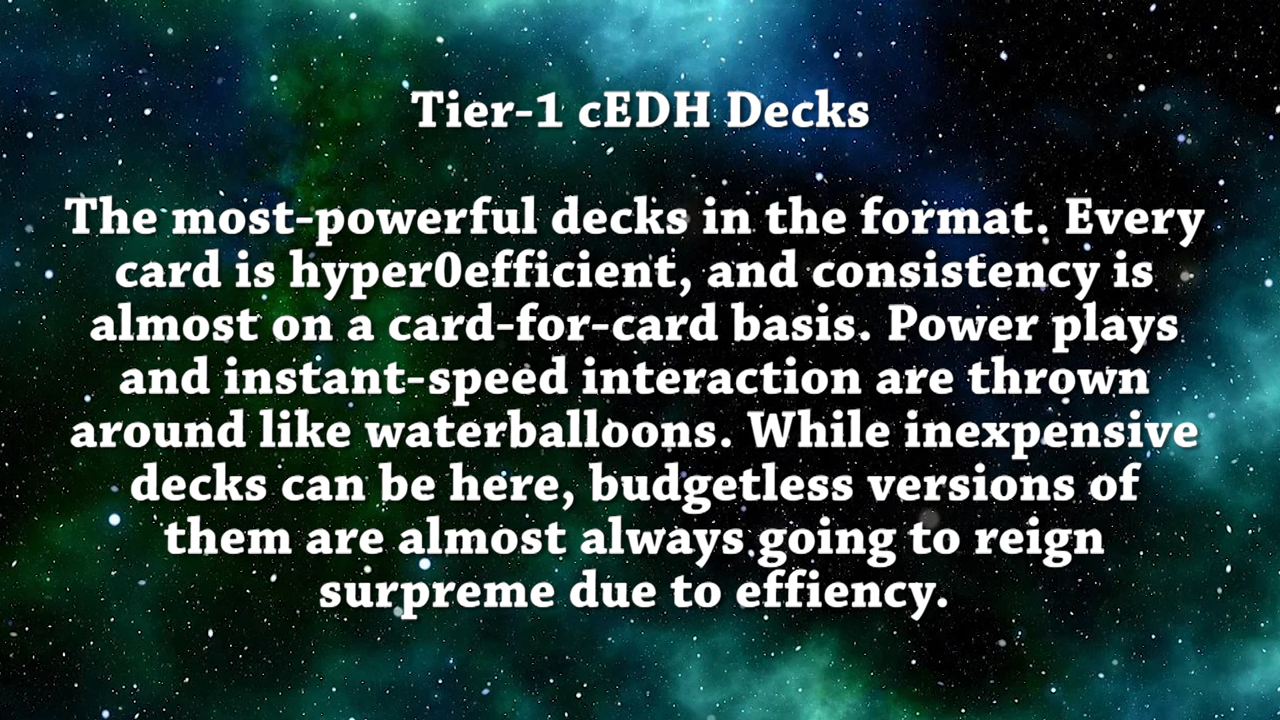 Tier-1 cEDH Decks
The most-powerful decks in the format. Every
card is hyper0efficient, and consistency is
almost on a card-for-card basis. Power plays
and instant-speed interaction are thrown
around like waterballoons. While inexpensive
decks can be here, budgetless versions of
them are almost always going to reign
surpreme due to effiency.